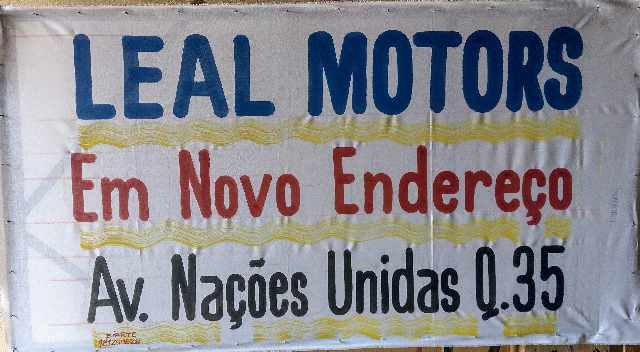 LEAL MOTORS
Em Novo Endereço
Av. Nações Unidas Q.35